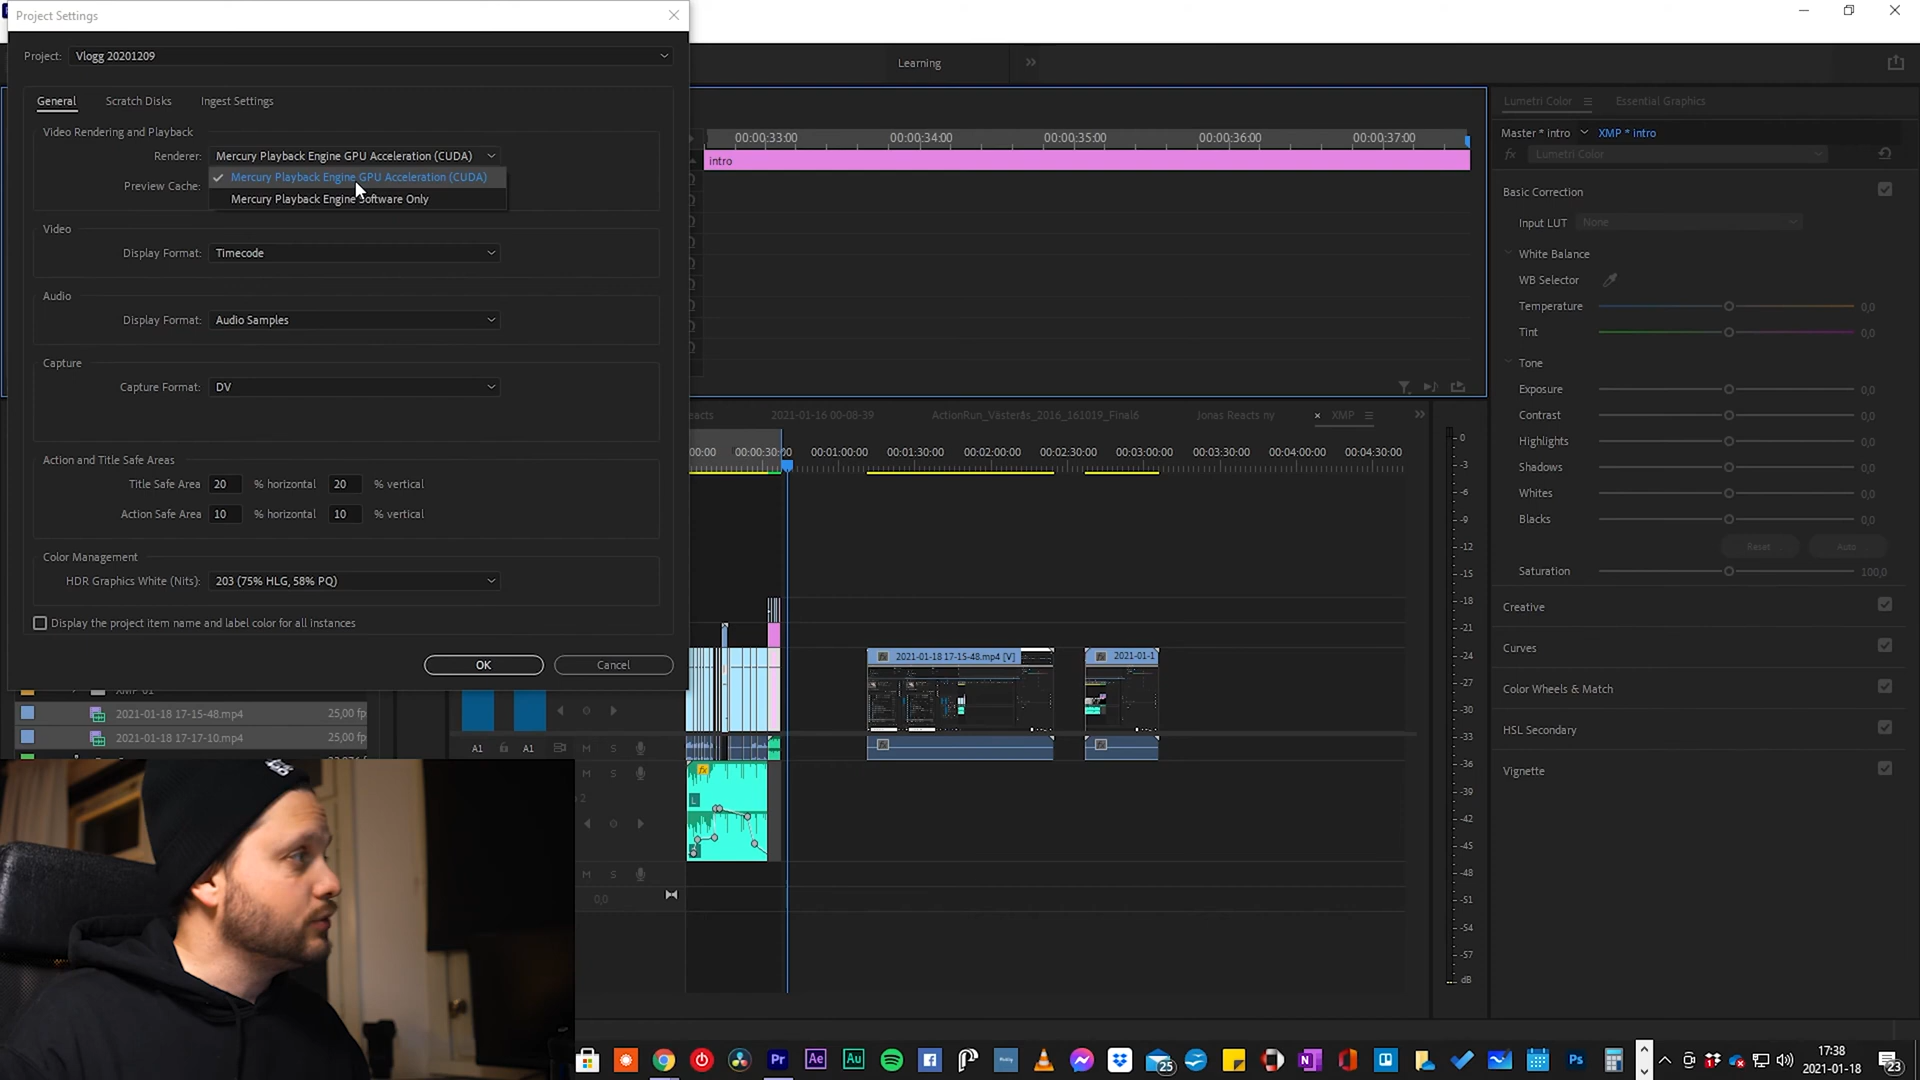 Project Settings
Project: Vlogg 20201209
General Scratch Disks Ingest Settings
Video Rendering and Playback
Renderer: Mercury Playback Engine GPU Acceleration (CUDA)
Mercury Playback Engine GPU Acceleration (CUDA)
Preview Cache:
Mercury Playback Engine Software Only
Video
Display Format: Timecode
Audio
Display Format: Audio Samples
Capture
Capture Format: DV
Action and Title Safe Areas
Title Safe Area 20 % horizontal 20 % vertical
Action Safe Area 10 % horizontal 10 % vertical
Color Management
HDR Graphics White (Nits): 203 (75% HLG, 58% PQ)
Display the project item name and label color for all instances
OK Cancel
Learning
00:00:33:00 00:00:34:00 00:00:35:00 00:00:36:00 00:00:37:00
intro
Lumetri Color Essential Graphics
Master * intro XMP * intro
fx Lumetri Color
Basic Correction
Input LUT None
White Balance
WB Selector
Temperature 0,0
Tint 0,0
Tone
Exposure
Contrast
Highlights
Shadows
Whites
Blacks
Reset Auto
Saturation 100,0
Creative
Curves
Color Wheels & Match
HSL Secondary
Vignette
eacts 2021-01-16 00-08-39 ActionRun_Västerås_2016_161019_Final6 Jonas Reacts ny × XMP
00:00 00:00:30:00 00:01:00:00 00:01:30:00 00:02:00:00 00:02:30:00 00:03:00:00 00:03:30:00 00:04:00:00 00:04:30:00
fx 2021-01-18 17-15-48.mp4 [V] fx 2021-01-1
2021-01-18 17-15-48.mp4 25,00 fp
2021-01-18 17-17-10.mp4 25,00 fp
A1 A1 M S
M S
fx
L
2
M S
0,0
0
-3
-6
-9
-12
-15
-18
-21
-24
-27
-30
-33
-36
-39
-42
-45
-48
-51
-54
-57
dB
Pr Ae Au 25 Ps
17:38
2021-01-18
23